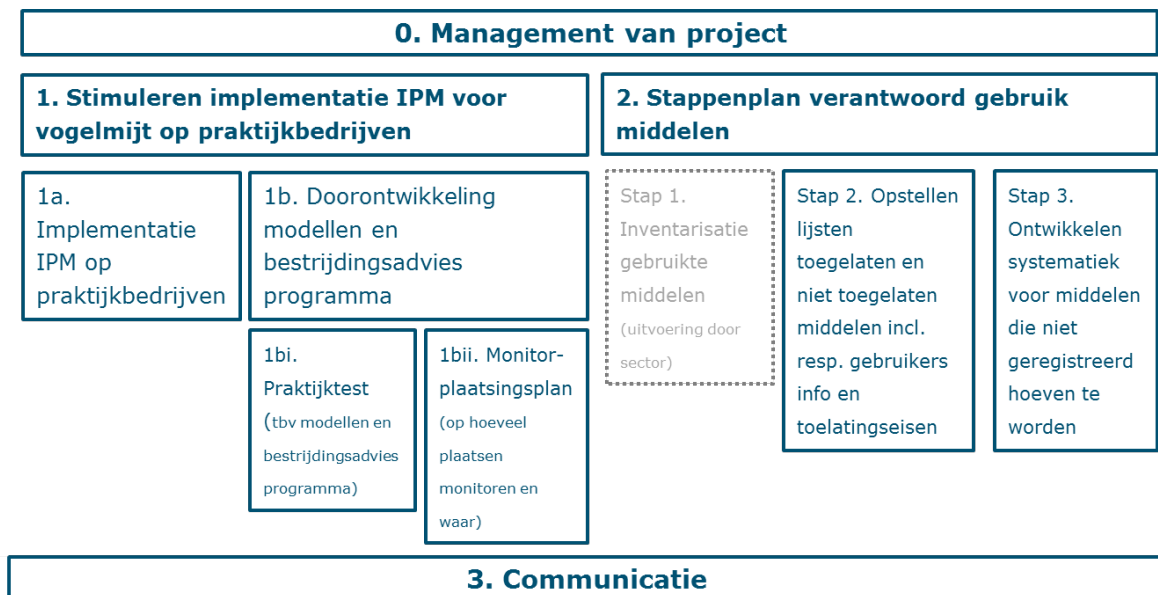 0. Management van project
1. Stimuleren implementatie IPM voor
vogelmijt op praktijkbedrijven
2. Stappenplan verantwoord gebruik
middelen
1a.
Implementatie
IPM op
praktijkbedrijven
1b. Doorontwikkeling
modellen en
bestrijdingsadvies
programma
1bi.
Praktijktest
(tbv modellen en
bestrijdingsadvies
programma)
1bii. Monitor-
plaatsingsplan
(op hoeveel
plaatsen
monitoren en
waar)
Stap 1.
Inventarisatie
gebruikte
middelen
(uitvoering door
sector)
Stap 2. Opstellen
lijsten
toegelaten en
niet toegelaten
middelen incl.
resp. gebruikers
info en
toelatingseisen
Stap 3.
Ontwikkelen
systematiek
voor middelen
die niet
geregistreerd
hoeven te
worden
3. Communicatie